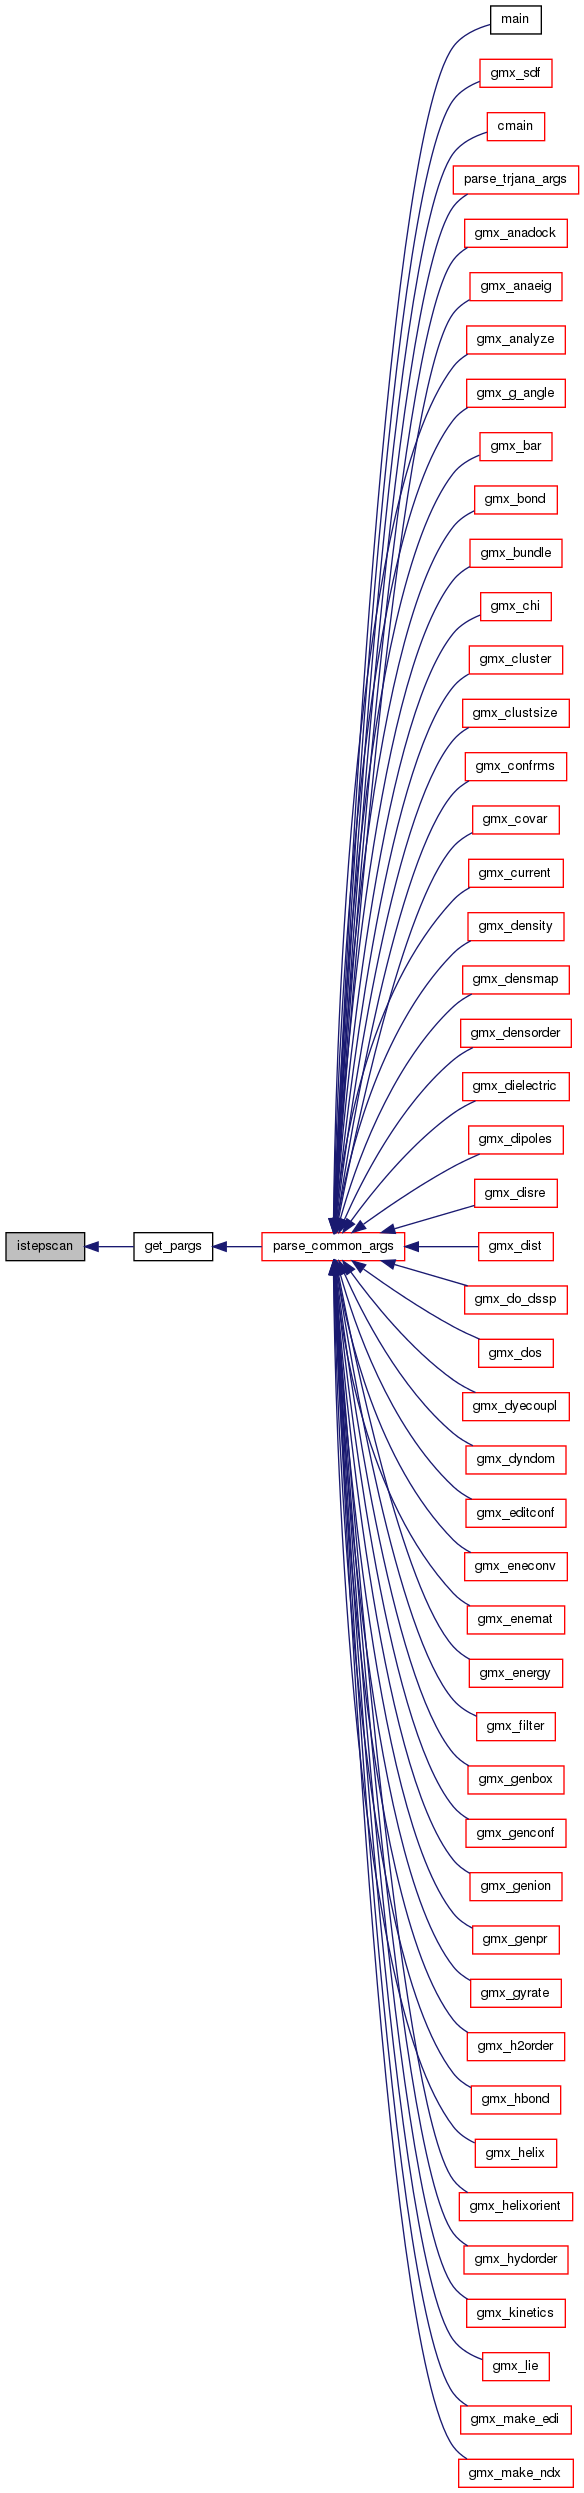 main
gmx_sdf
cmain
parse_trjana_args
gmx_anadock
gmx_anaeig
gmx_analyze
gmx_g_angle
gmx_bar
gmx_bond
gmx_bundle
gmx_chi
gmx_cluster
gmx_clustsize
gmx_confrms
gmx_covar
gmx_current
gmx_density
gmx_densmap
gmx_densorder
gmx_dielectric
gmx_dipoles
gmx_disre
istepscan
get_pargs
parse_common_args
gmx_dist
gmx_do_dssp
gmx_dos
gmx_dyecoupl
gmx_dyndom
gmx_editconf
gmx_eneconv
gmx_enemat
gmx_energy
gmx_filter
gmx_genbox
gmx_genconf
gmx_genion
gmx_genpr
gmx_gyrate
gmx_h2order
gmx_hbond
gmx_helix
gmx_helixorient
gmx_hydorder
gmx_kinetics
gmx_lie
gmx_make_edi
gmx_make_ndx